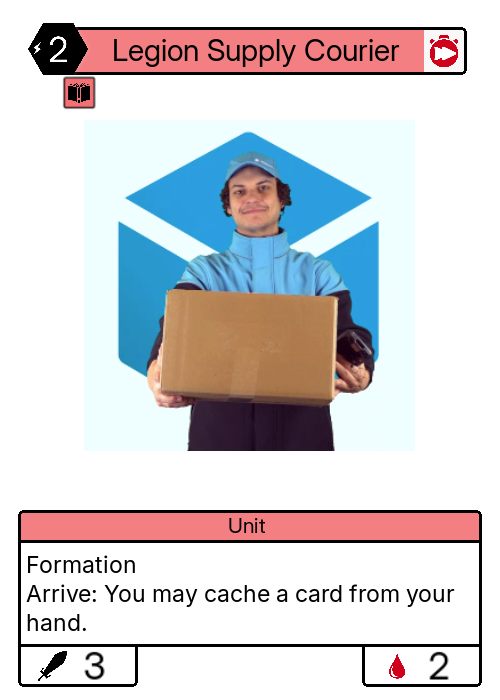 2
Legion Supply Courier
Unit
Formation
Arrive: You may cache a card from your
hand.
3
2